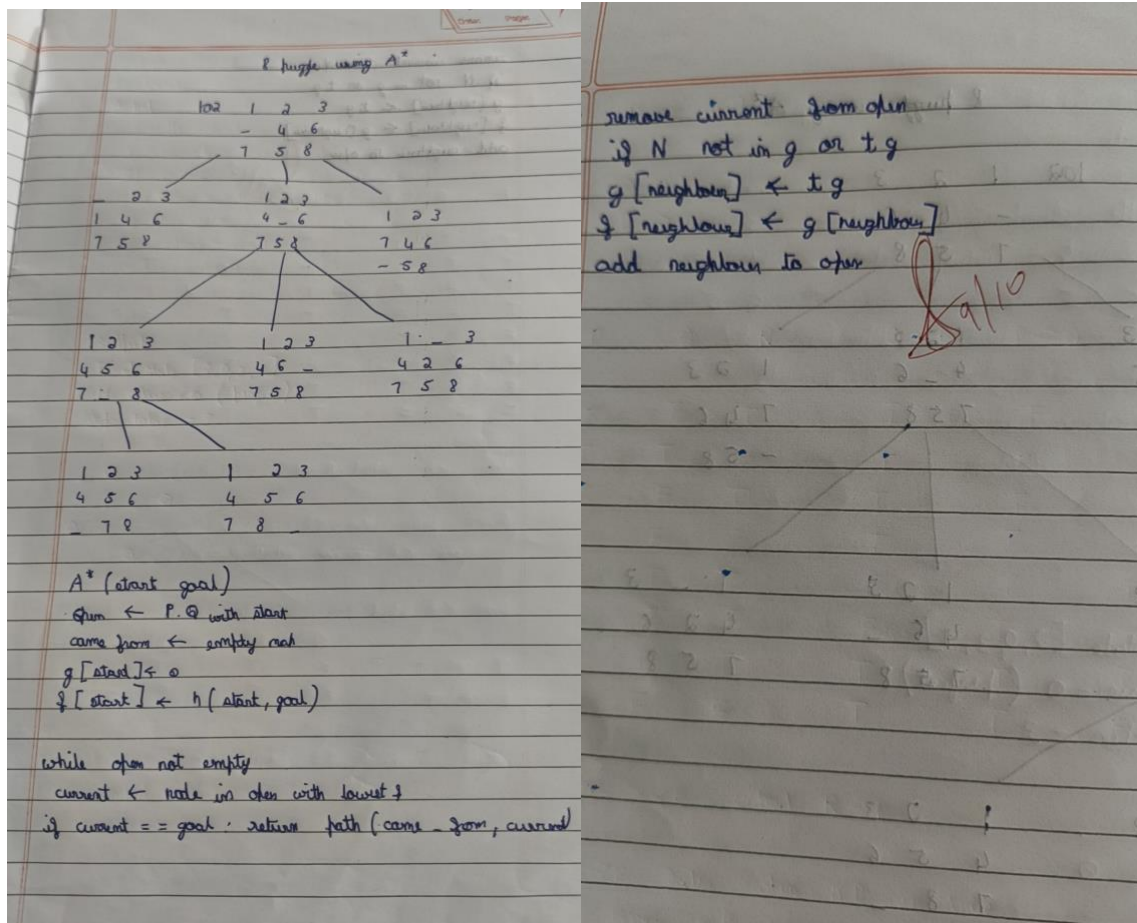 8 puzzle using A*
102 1 2 3
- 4 6
7 5 8
_ 2 3
1 4 6
7 5 8
1 2 3
4 _ 6
7 5 8
1 2 3
7 4 6
- 5 8
1 2 3
4 5 6
7 _ 8
1 2 3
4 6 _
7 5 8
1 _ 3
4 2 6
7 5 8
1 2 3
4 5 6
_ 7 8
1 2 3
4 5 6
7 8 _
A* (start goal)
open ← P.Q with start
came from ← empty map
g [start] ← 0
f [start] ← h (start, goal)
while open not empty
current ← node in open with lowest f
if current == goal . return path (came _ from, current)
remove current from open
if N not in g or tg
g [neighbour] ← tg
f [neighbour] ← g [neighbour]
add neighbour to open
9/10